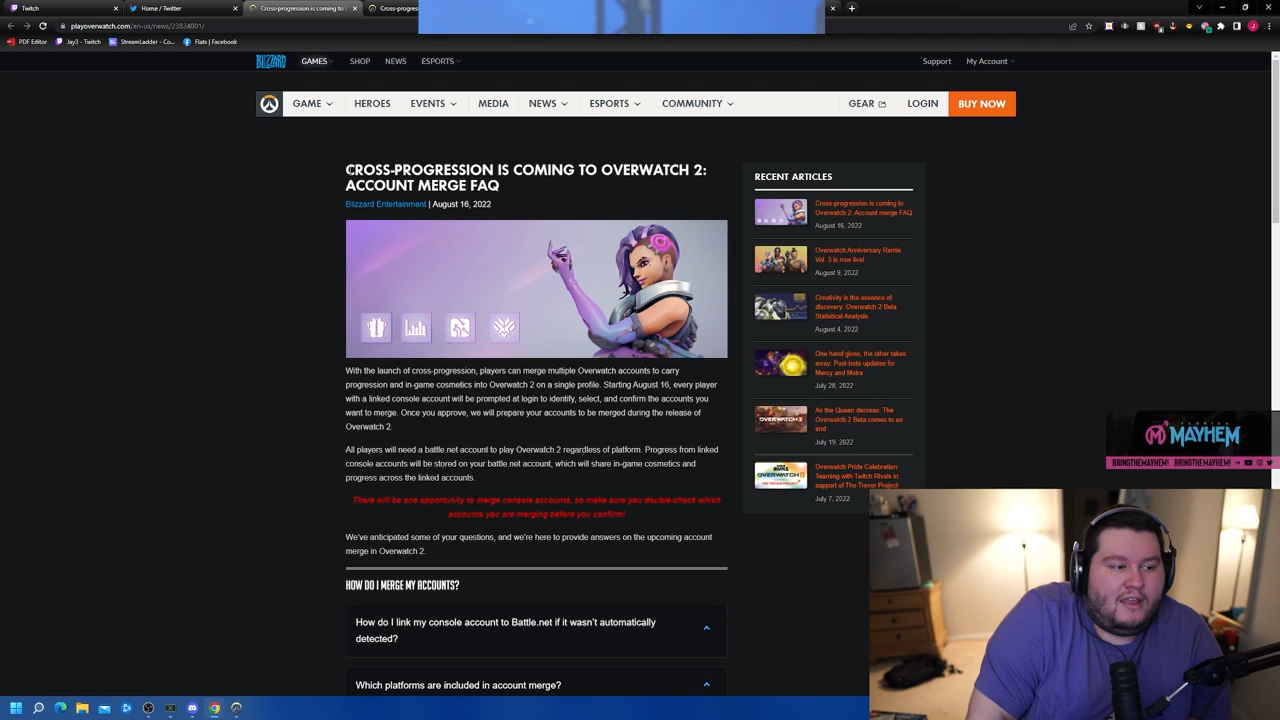 Twitch
Home / Twitter
Cross-progression is coming to
Cross-prog
playoverwatch.com/en-us/news/23824001/
PDF Editor
Jay3 - Twitch
StreamLadder - Co...
Flats | Facebook
BLIZZARD
GAMES
SHOP
NEWS
ESPORTS
Support
My Account
GAME
HEROES
EVENTS
MEDIA
NEWS
ESPORTS
COMMUNITY
GEAR
LOGIN
BUY NOW
CROSS-PROGRESSION IS COMING TO OVERWATCH 2:
ACCOUNT MERGE FAQ
Blizzard Entertainment | August 16, 2022
With the launch of cross-progression, players can merge multiple Overwatch accounts to carry
progression and in-game cosmetics into Overwatch 2 on a single profile. Starting August 16, every player
with a linked console account will be prompted at login to identify, select, and confirm the accounts you
want to merge. Once you approve, we will prepare your accounts to be merged during the release of
Overwatch 2.
All players will need a battle.net account to play Overwatch 2 regardless of platform. Progress from linked
console accounts will be stored on your battle.net account, which will share in-game cosmetics and
progress across the linked accounts.
There will be one opportunity to merge console accounts, so make sure you double-check which
accounts you are merging before you confirm!
We've anticipated some of your questions, and we're here to provide answers on the upcoming account
merge in Overwatch 2.
HOW DO I MERGE MY ACCOUNTS?
How do I link my console account to Battle.net if it wasn't automatically
detected?
Which platforms are included in account merge?
RECENT ARTICLES
Cross-progression is coming to
Overwatch 2: Account merge FAQ
August 16, 2022
Overwatch Anniversary Remix
Vol. 3 is now live!
August 9, 2022
Creativity is the essence of
discovery: Overwatch 2 Beta
Statistical Analysis
August 4, 2022
One hand gives, the other takes
away: Post-beta updates for
Mercy and Moira
July 28, 2022
OVERWATCH 2
As the Queen decrees: The
Overwatch 2 Beta comes to an
end
July 19, 2022
OVERWATCH 2
Overwatch Pride Celebration:
Teaming with Twitch Rivals in
support of The Trevor Project
July 7, 2022
FLORIDA
MAYHEM
BRINGTHEMAYHEM! BRINGTHEMAYHEM!